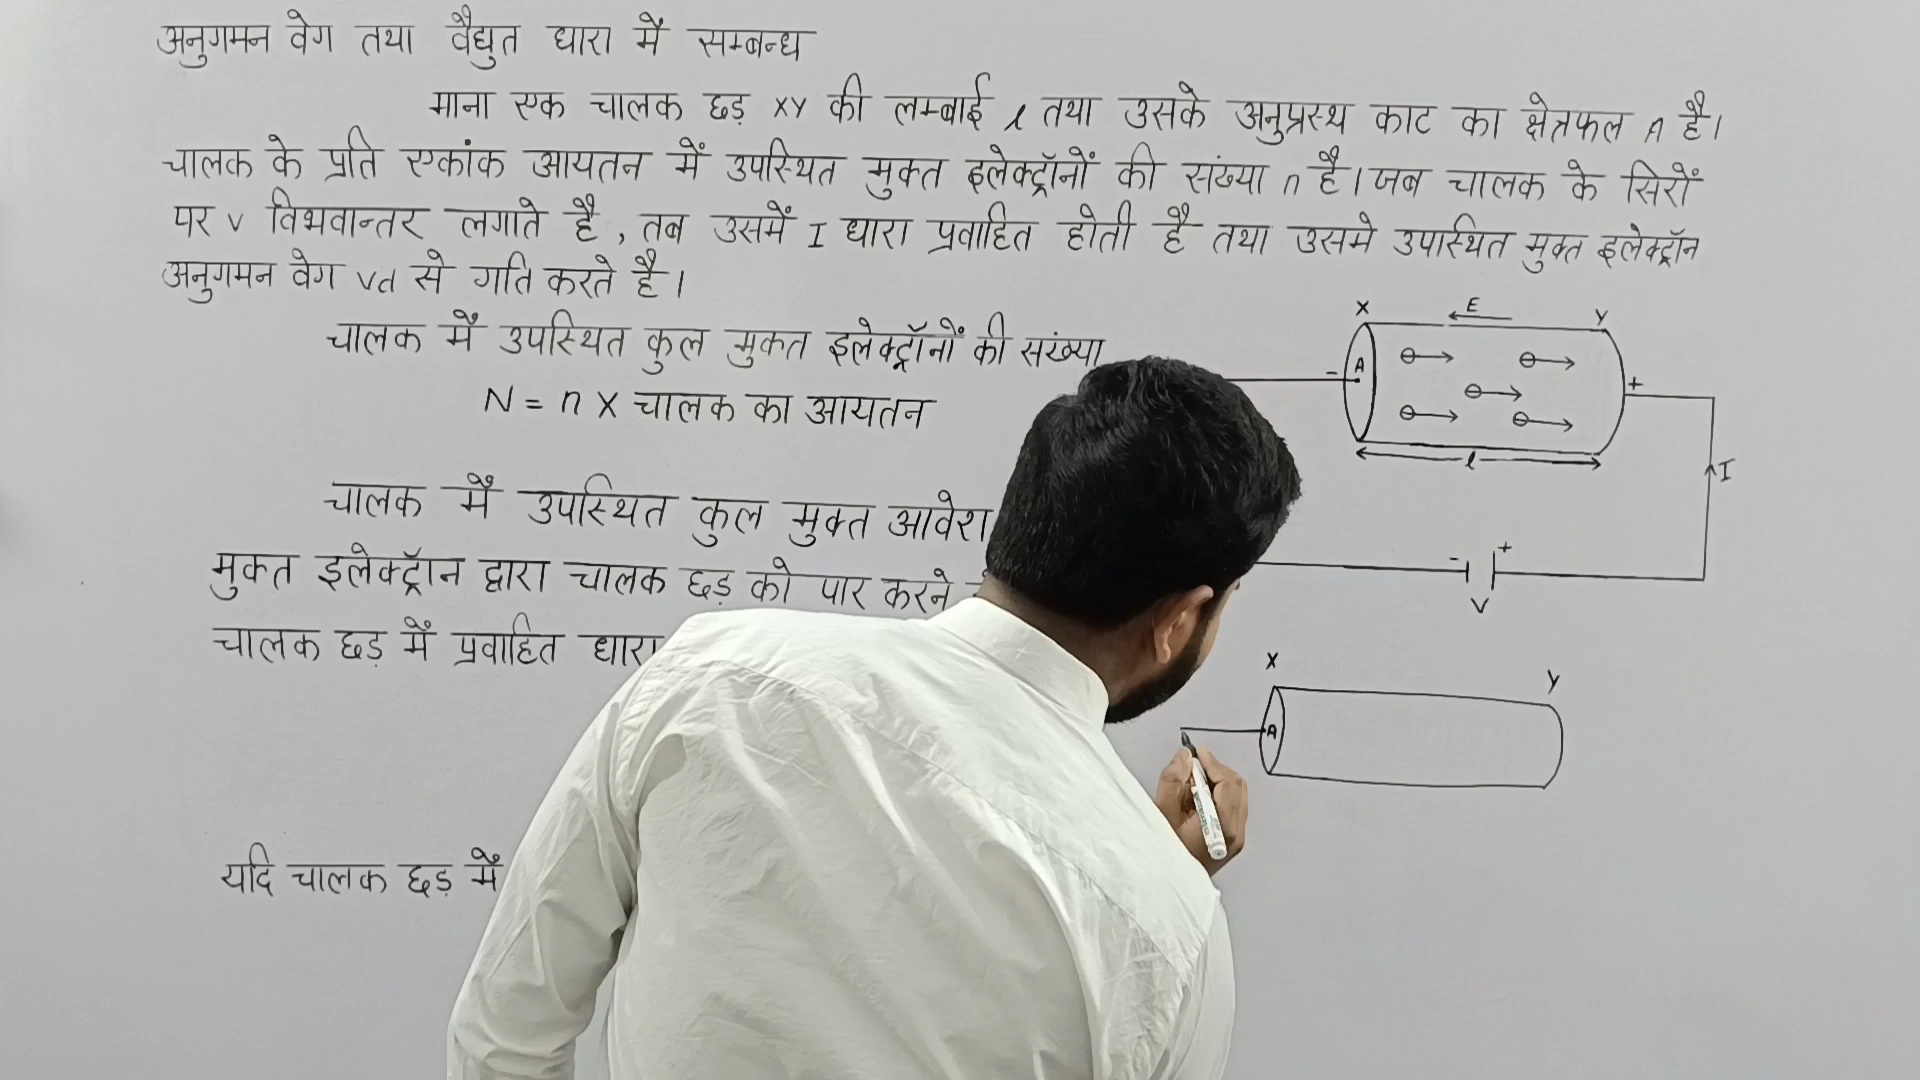 अनुगमन वेग तथा वैद्युत धारा में सम्बन्ध
माना एक चालक छड़ XY की लम्बाई l तथा उसके अनुप्रस्थ काट का क्षेत्रफल A है।
चालक के प्रति एकांक आयतन में उपस्थित मुक्त इलेक्ट्रॉनों की संख्या n है। जब चालक के सिरों
पर V विभवान्तर लगाते है, तब उसमें I धारा प्रवाहित होती है तथा उसमे उपस्थित मुक्त इलेक्ट्रॉन
अनुगमन वेग vd से गति करते है।
चालक में उपस्थित कुल मुक्त इलेक्ट्रॉनों की संख्या
N = n X चालक का आयतन
चालक में उपस्थित कुल मुक्त आवेश
मुक्त इलेक्ट्रॉन द्वारा चालक छड़ को पार करने
चालक छड़ में प्रवाहित धारा
यदि चालक छड़ में
X E Y
- A +
l
I
- +
V
X Y
A